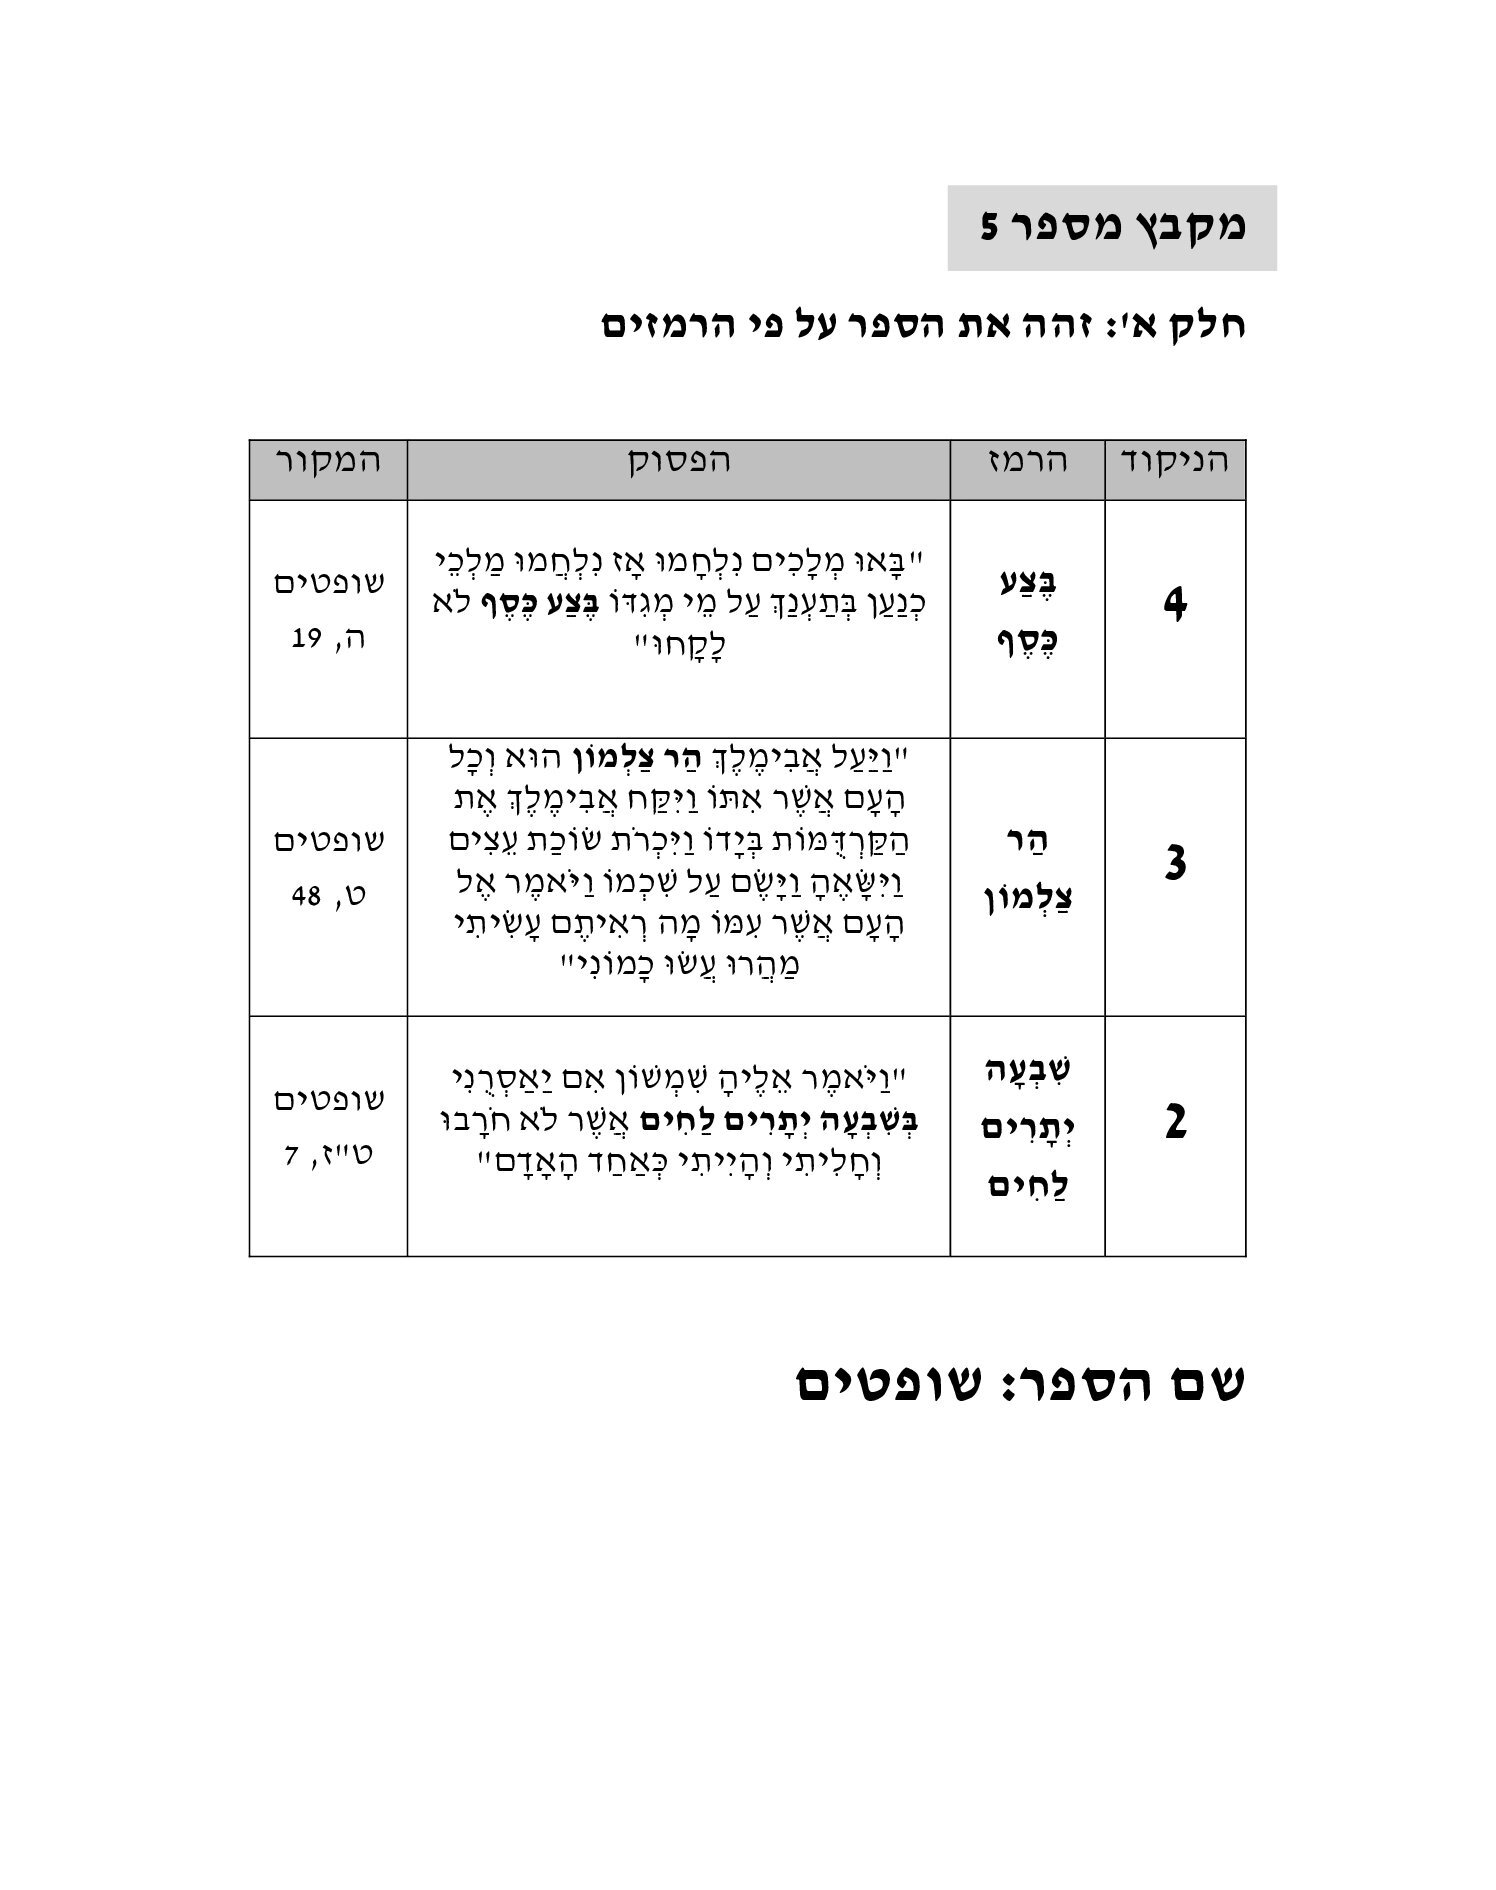 מקבץ מספר 5
חלק א': זהה את הספר על פי הרמזים
הניקוד הרמז הפסוק המקור
4
בֶּצַע
כֶּסֶף
"בָּאוּ מְלָכִים נִלְחָמוּ אָז נִלְחֲמוּ מַלְכֵי
כְנַעַן בְּתַעְנַךְ עַל מֵי מְגִדּוֹ בֶּצַע כֶּסֶף לֹא
לָקָחוּ"
שופטים
ה, 19
3
הַר
צַלְמוֹן
"וַיַּעַל אֲבִימֶלֶךְ הַר צַלְמוֹן הוּא וְכָל
הָעָם אֲשֶׁר אִתּוֹ וַיִּקַּח אֲבִימֶלֶךְ אֶת
הַקַּרְדֻּמּוֹת בְּיָדוֹ וַיִּכְרֹת שׂוֹכַת עֵצִים
וַיִּשָּׂאֶהָ וַיָּשֶׂם עַל שִׁכְמוֹ וַיֹּאמֶר אֶל
הָעָם אֲשֶׁר עִמּוֹ מָה רְאִיתֶם עָשִׂיתִי
מַהֲרוּ עֲשׂוּ כָמוֹנִי"
שופטים
ט, 48
2
שִׁבְעָה
יְתָרִים
לַחִים
"וַיֹּאמֶר אֵלֶיהָ שִׁמְשׁוֹן אִם יַאַסְרֻנִי
בְּשִׁבְעָה יְתָרִים לַחִים אֲשֶׁר לֹא חֹרָבוּ
וְחָלִיתִי וְהָיִיתִי כְּאַחַד הָאָדָם"
שופטים
ט"ז, 7
שם הספר: שופטים